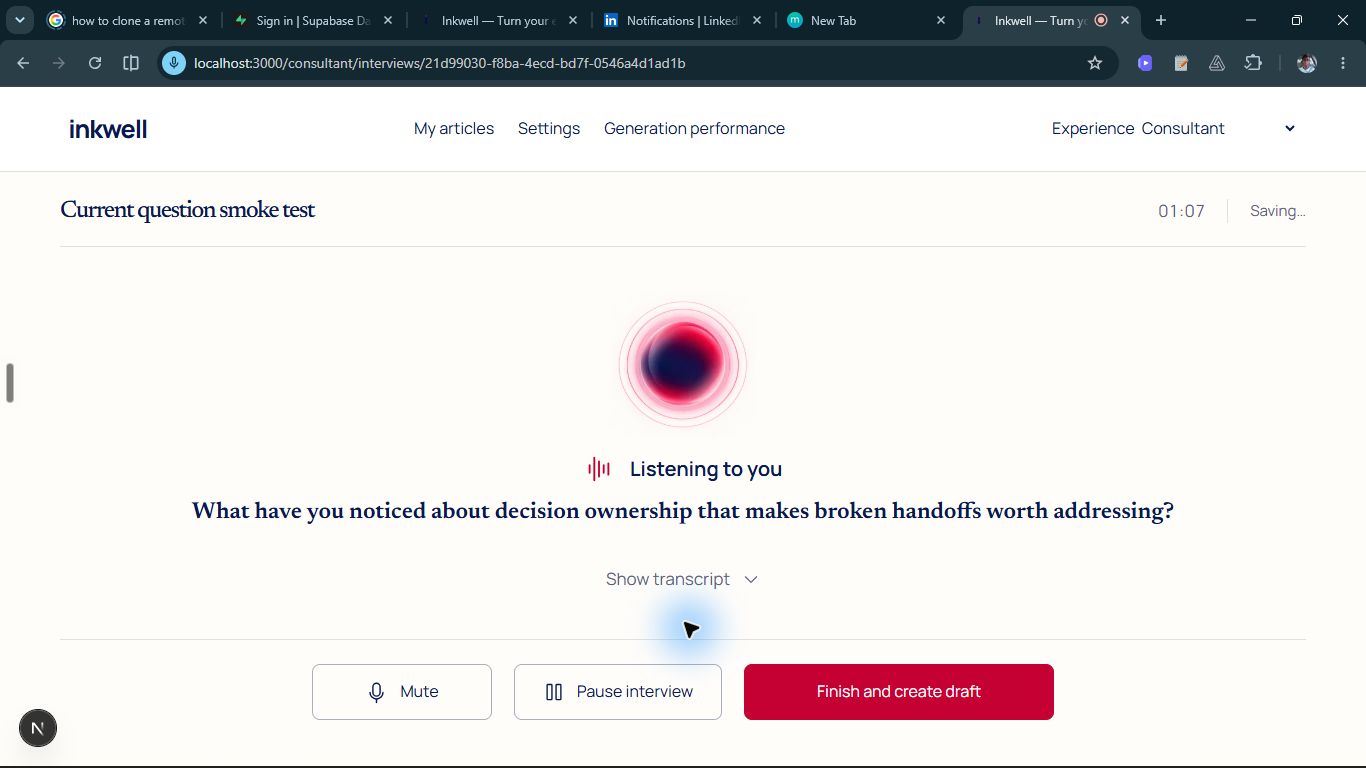 how to clone a remot
Sign in | Supabase Da
Inkwell — Turn your e
Notifications | LinkedI
New Tab
Inkwell — Turn yo
localhost:3000/consultant/interviews/21d99030-f8ba-4ecd-bd7f-0546a4d1ad1b
inkwell
My articles
Settings
Generation performance
Experience Consultant
Current question smoke test
01:07
Saving...
Listening to you
What have you noticed about decision ownership that makes broken handoffs worth addressing?
Show transcript
Mute
Pause interview
Finish and create draft
N